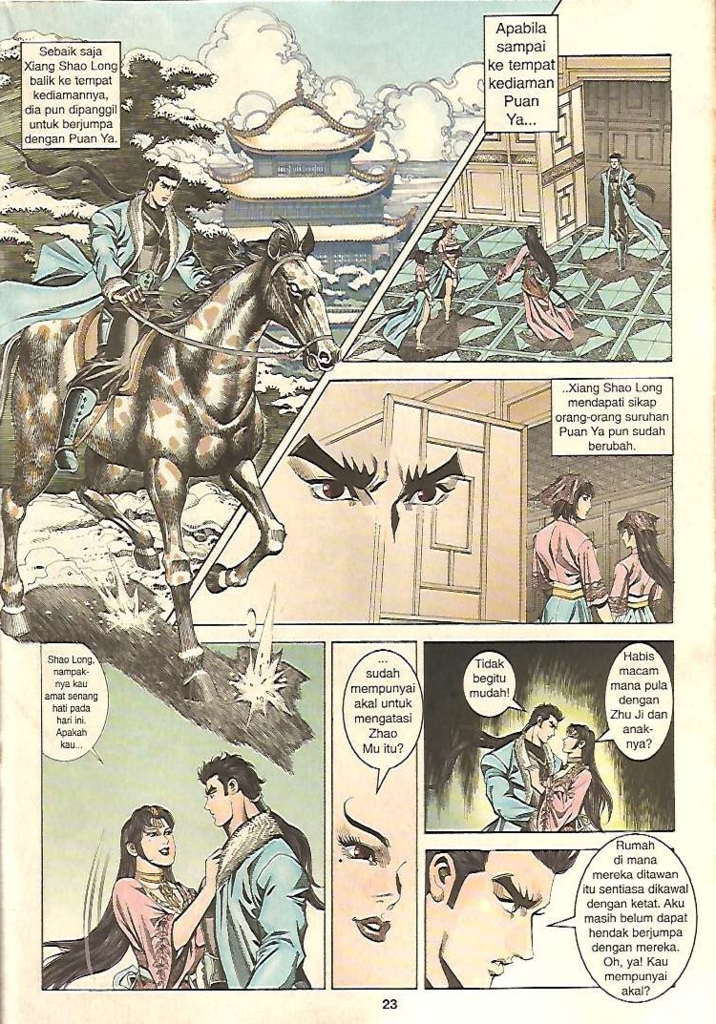 Sebaik saja
Xiang Shao Long
balik ke tempat
kediamannya,
dia pun dipanggil
untuk berjumpa
dengan Puan Ya.
Apabila
sampai
ke tempat
kediaman
Puan
Ya...
..Xiang Shao Long
mendapati sikap
orang-orang suruhan
Puan Ya pun sudah
berubah.
Shao Long,
nampak-
nya kau
amat senang
hati pada
hari ini.
Apakah
kau...
... sudah
mempunyai
akal untuk
mengatasi
Zhao
Mu itu?
Tidak
begitu
mudah!
Habis
macam
mana pula
dengan
Zhu Ji dan
anak-
nya?
Rumah
di mana
mereka ditawan
itu sentiasa dikawal
dengan ketat. Aku
masih belum dapat
berjumpa
dengan mereka.
Oh, ya! Kau
mempunyai
akal?
23